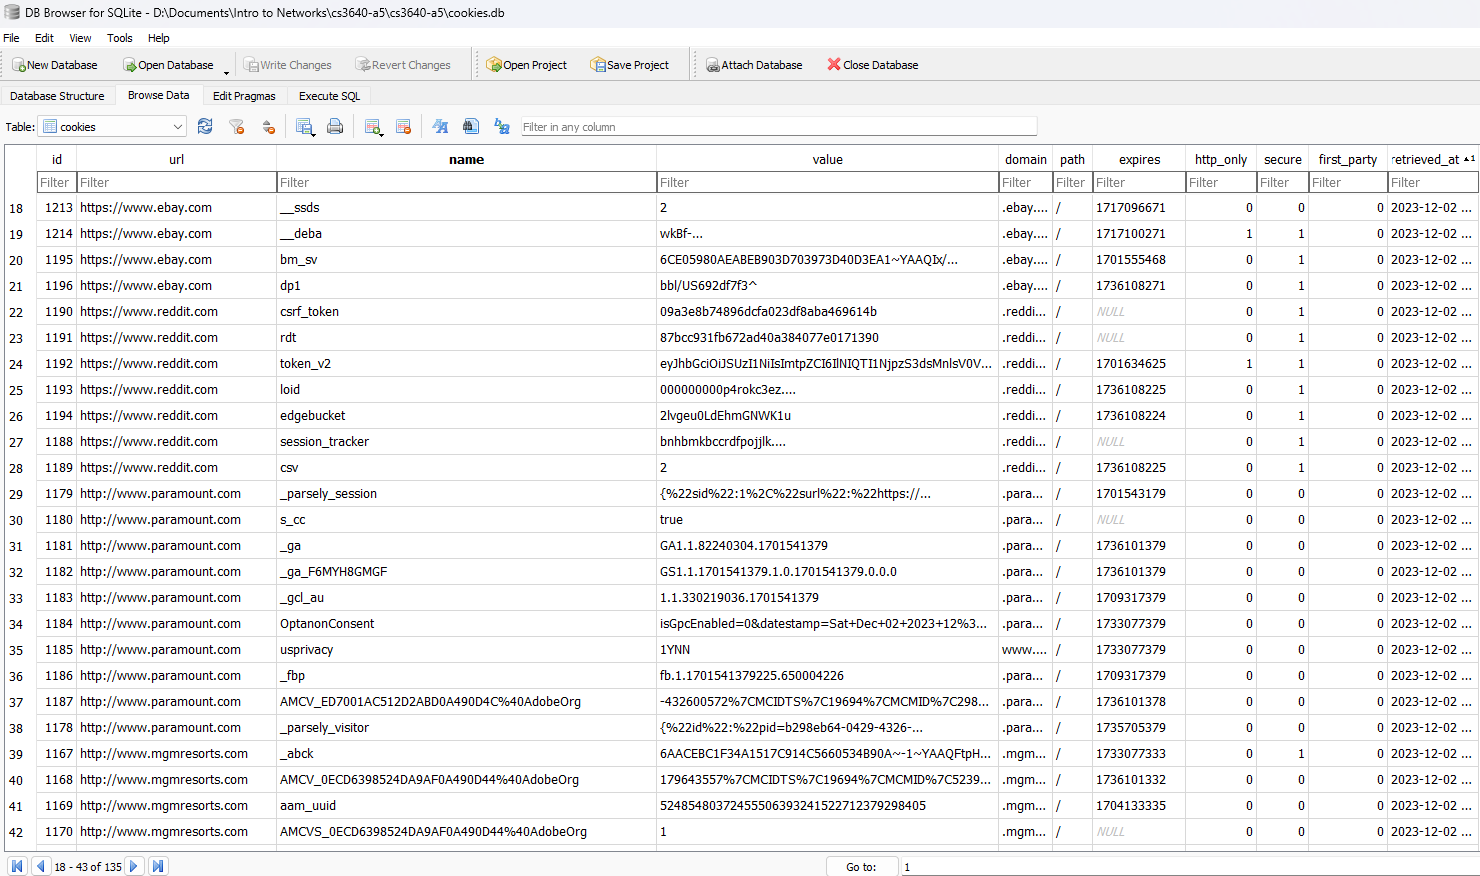 DB Browser for SQLite - D:\Documents\Intro to Networks\cs3640-a5\cs3640-a5\cookies.db
File Edit View Tools Help
New Database Open Database Write Changes Revert Changes Open Project Save Project Attach Database Close Database
Database Structure Browse Data Edit Pragmas Execute SQL
Table: cookies Filter in any column
id url name value domain path expires http_only secure first_party retrieved_at 1
Filter Filter Filter Filter Filter Filter Filter Filter Filter Filter Filter
18 1213 https://www.ebay.com __ssds 2 .ebay.... / 1717096671 0 0 0 2023-12-02 ...
19 1214 https://www.ebay.com __deba wkBf-... .ebay.... / 1717100271 1 1 0 2023-12-02 ...
20 1195 https://www.ebay.com bm_sv 6CE05980AEABEB903D703973D40D3EA1~YAAQIx/... .ebay.... / 1701555468 0 1 0 2023-12-02 ...
21 1196 https://www.ebay.com dp1 bbl/US692df7f3^ .ebay.... / 1736108271 0 1 0 2023-12-02 ...
22 1190 https://www.reddit.com csrf_token 09a3e8b74896dcfa023df8aba469614b .reddi... / NULL 0 1 0 2023-12-02 ...
23 1191 https://www.reddit.com rdt 87bcc931fb672ad40a384077e0171390 .reddi... / NULL 0 1 0 2023-12-02 ...
24 1192 https://www.reddit.com token_v2 eyJhbGciOiJSUzI1NiIsImtpZCI6IlNIQTI1NjpzS3dsMnlsV0V... .reddi... / 1701634625 1 1 0 2023-12-02 ...
25 1193 https://www.reddit.com loid 000000000p4rokc3ez.... .reddi... / 1736108225 0 1 0 2023-12-02 ...
26 1194 https://www.reddit.com edgebucket 2lvgeu0LdEhmGNWK1u .reddi... / 1736108224 0 1 0 2023-12-02 ...
27 1188 https://www.reddit.com session_tracker bnhbmkbccrdfpojjlk.... .reddi... / NULL 0 1 0 2023-12-02 ...
28 1189 https://www.reddit.com csv 2 .reddi... / 1736108225 0 1 0 2023-12-02 ...
29 1179 http://www.paramount.com _parsely_session {%22sid%22:1%2C%22surl%22:%22https://... .para... / 1701543179 0 0 0 2023-12-02 ...
30 1180 http://www.paramount.com s_cc true .para... / NULL 0 0 0 2023-12-02 ...
31 1181 http://www.paramount.com _ga GA1.1.82240304.1701541379 .para... / 1736101379 0 0 0 2023-12-02 ...
32 1182 http://www.paramount.com _ga_F6MYH8GMGF GS1.1.1701541379.1.0.1701541379.0.0.0 .para... / 1736101379 0 0 0 2023-12-02 ...
33 1183 http://www.paramount.com _gcl_au 1.1.330219036.1701541379 .para... / 1709317379 0 0 0 2023-12-02 ...
34 1184 http://www.paramount.com OptanonConsent isGpcEnabled=0&datestamp=Sat+Dec+02+2023+12%3... .para... / 1733077379 0 0 0 2023-12-02 ...
35 1185 http://www.paramount.com usprivacy 1YNN www.... / 1733077379 0 0 0 2023-12-02 ...
36 1186 http://www.paramount.com _fbp fb.1.1701541379225.650004226 .para... / 1709317379 0 0 0 2023-12-02 ...
37 1187 http://www.paramount.com AMCV_ED7001AC512D2ABD0A490D4C%40AdobeOrg -432600572%7CMCIDTS%7C19694%7CMCMID%7C298... .para... / 1736101378 0 0 0 2023-12-02 ...
38 1178 http://www.paramount.com _parsely_visitor {%22id%22:%22pid=b298eb64-0429-4326-... .para... / 1735705379 0 0 0 2023-12-02 ...
39 1167 http://www.mgmresorts.com _abck 6AACEBC1F34A1517C914C5660534B90A~-1~YAAQFtpH... .mgm... / 1733077333 0 1 0 2023-12-02 ...
40 1168 http://www.mgmresorts.com AMCV_0ECD6398524DA9AF0A490D44%40AdobeOrg 179643557%7CMCIDTS%7C19694%7CMCMID%7C5239... .mgm... / 1736101332 0 0 0 2023-12-02 ...
41 1169 http://www.mgmresorts.com aam_uuid 52485480372455506393241522712379298405 .mgm... / 1704133335 0 0 0 2023-12-02 ...
42 1170 http://www.mgmresorts.com AMCVS_0ECD6398524DA9AF0A490D44%40AdobeOrg 1 .mgm... / NULL 0 0 0 2023-12-02 ...
18 - 43 of 135 Go to: 1